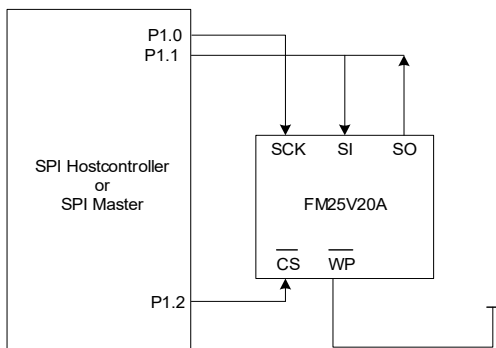 P1.0
P1.1
SCK SI SO
SPI Hostcontroller
or
SPI Master
FM25V20A
CS WP
P1.2